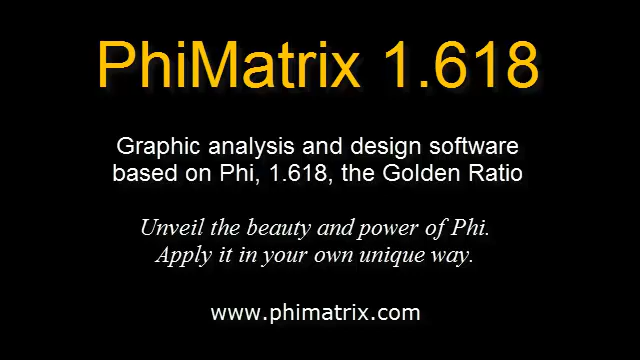 PhiMatrix 1.618
Graphic analysis and design software
based on Phi, 1.618, the Golden Ratio
Unveil the beauty and power of Phi.
Apply it in your own unique way.
www.phimatrix.com